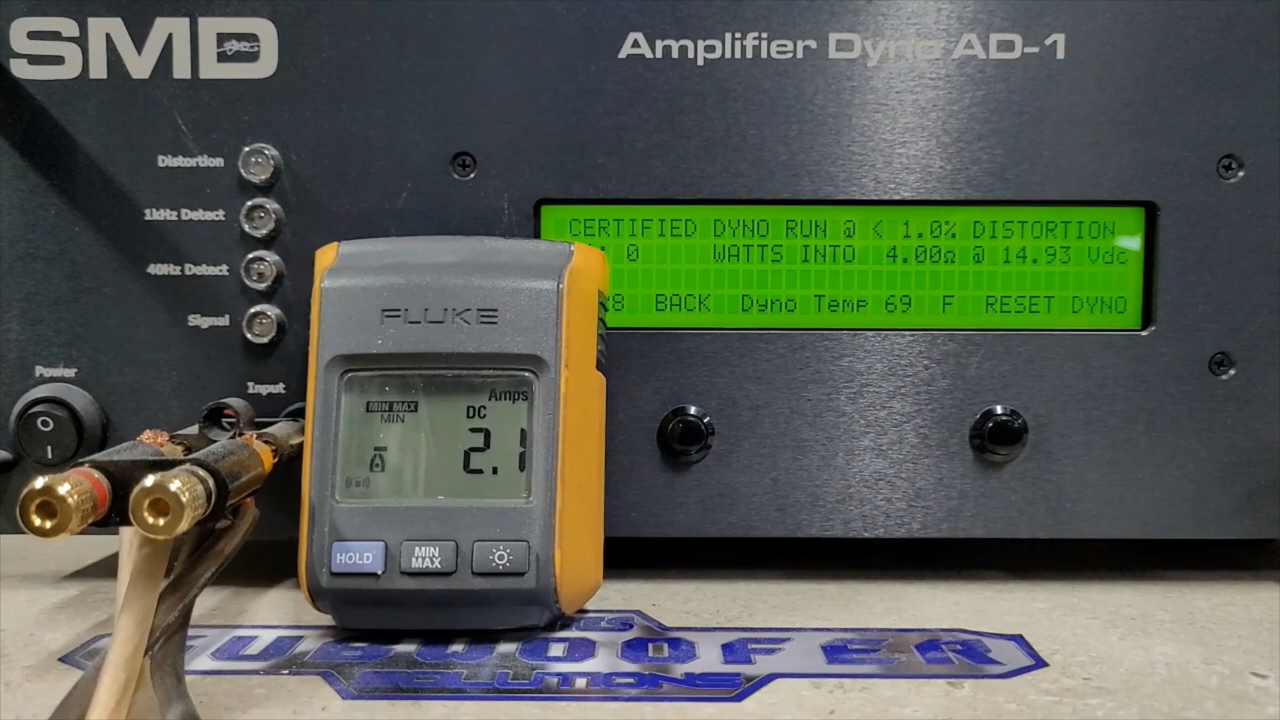 SMD
Amplifier Dyno AD-1
Distortion
1kHz Detect
40Hz Detect
Signal
Power
Input
O
I
CERTIFIED DYNO RUN @ < 1.0% DISTORTION
0 WATTS INTO 4.00Ω @ 14.93 Vdc
BACK Dyno Temp 69 F RESET DYNO
FLUKE
Amps
MIN MAX
MIN
DC
2.1
HOLD
MIN
MAX
SUBWOOFER
SOLUTIONS